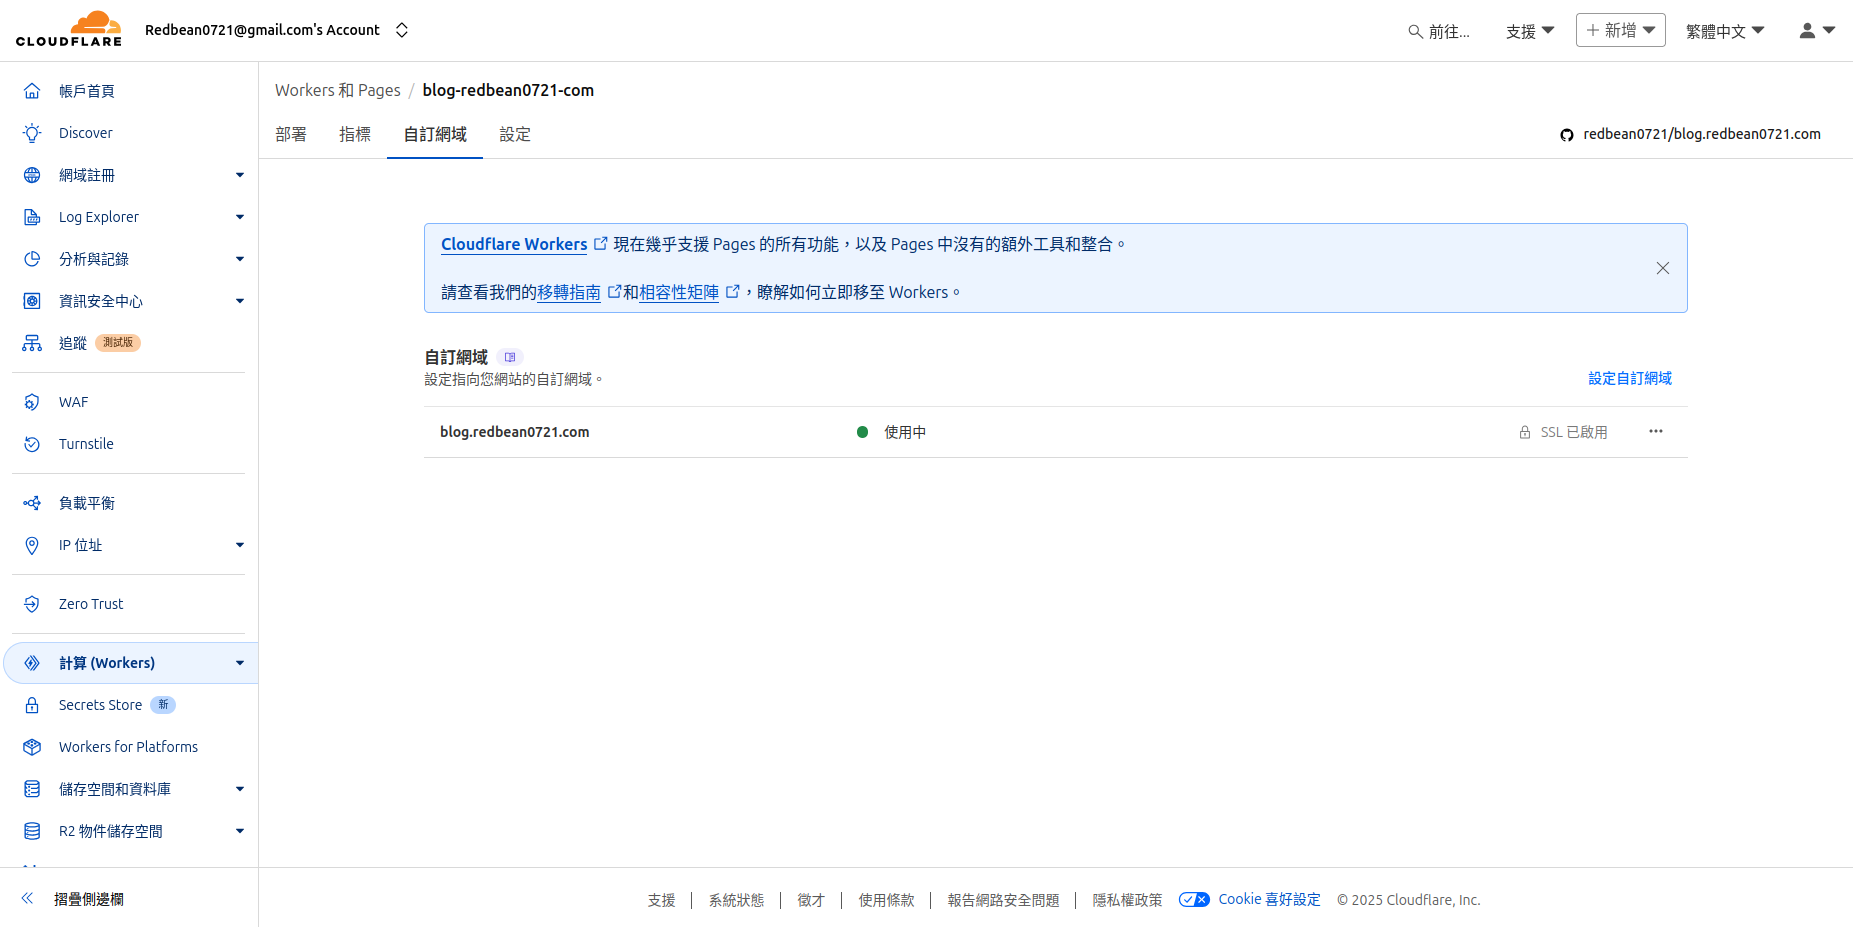 CLOUDFLARE
Redbean0721@gmail.com's Account
前往...
支援
新增
繁體中文
帳戶首頁
Discover
網域註冊
Log Explorer
分析與記錄
資訊安全中心
追蹤 測試版
WAF
Turnstile
負載平衡
IP 位址
Zero Trust
計算 (Workers)
Secrets Store 新
Workers for Platforms
儲存空間和資料庫
R2 物件儲存空間
摺疊側邊欄
Workers 和 Pages / blog-redbean0721-com
部署 指標 自訂網域 設定
redbean0721/blog.redbean0721.com
Cloudflare Workers 現在幾乎支援 Pages 的所有功能，以及 Pages 中沒有的額外工具和整合。
請查看我們的移轉指南和相容性矩陣，瞭解如何立即移至 Workers。
自訂網域
設定指向您網站的自訂網域。
設定自訂網域
blog.redbean0721.com 使用中 SSL 已啟用
支援 系統狀態 徵才 使用條款 報告網路安全問題 隱私權政策 Cookie 喜好設定 © 2025 Cloudflare, Inc.